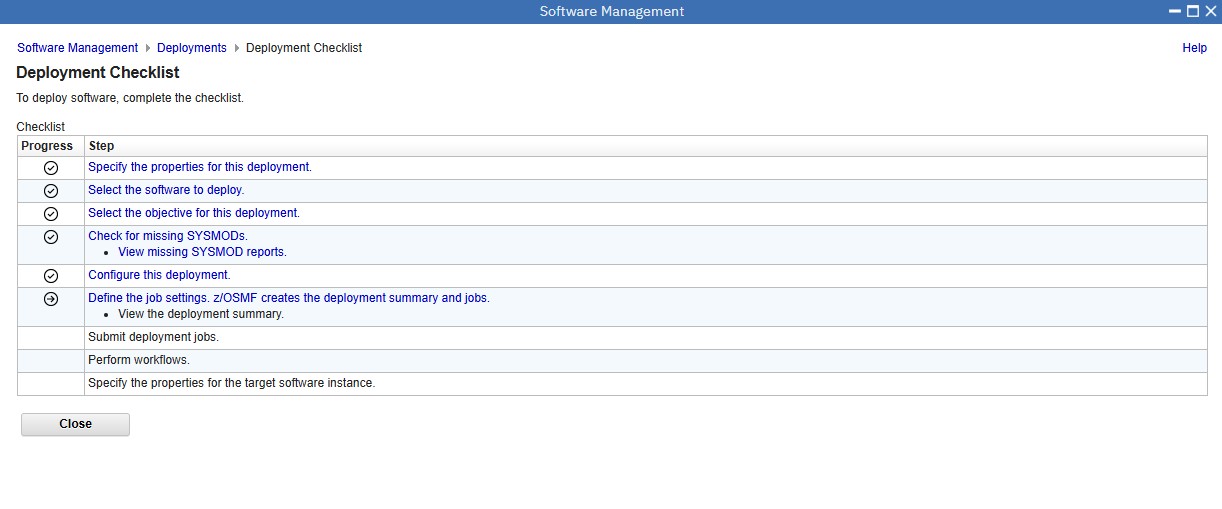 Software Management
Software Management Deployments Deployment Checklist Help
Deployment Checklist
To deploy software, complete the checklist.
Checklist
Progress Step
Specify the properties for this deployment.
Select the software to deploy.
Select the objective for this deployment.
Check for missing SYSMODs.
• View missing SYSMOD reports.
Configure this deployment.
Define the job settings. z/OSMF creates the deployment summary and jobs.
• View the deployment summary.
Submit deployment jobs.
Perform workflows.
Specify the properties for the target software instance.
Close